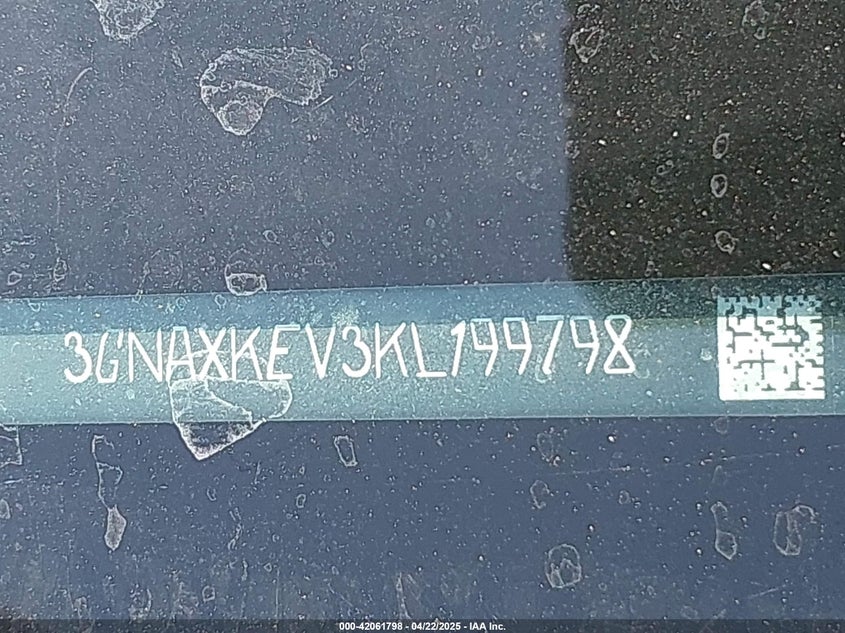 3GNAXKEV3KL199798
000-42061798 - 04/22/2025 - IAA Inc.